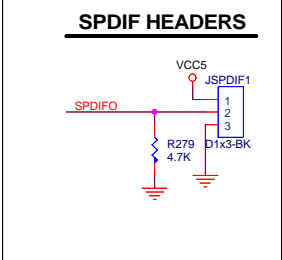 SPDIF HEADERS
VCC5
JSPDIF1
SPDIFO
1
2
3
R279
4.7K
D1x3-BK